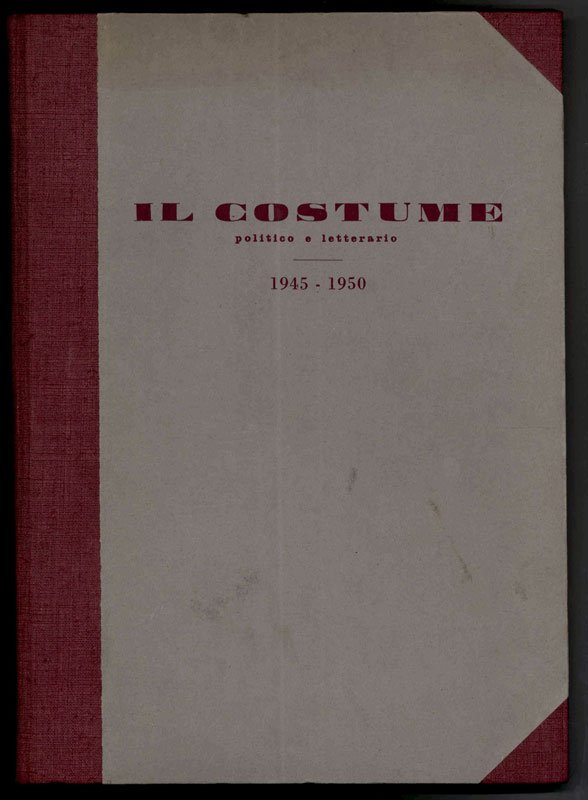 IL COSTUME
politico e letterario
1945 - 1950